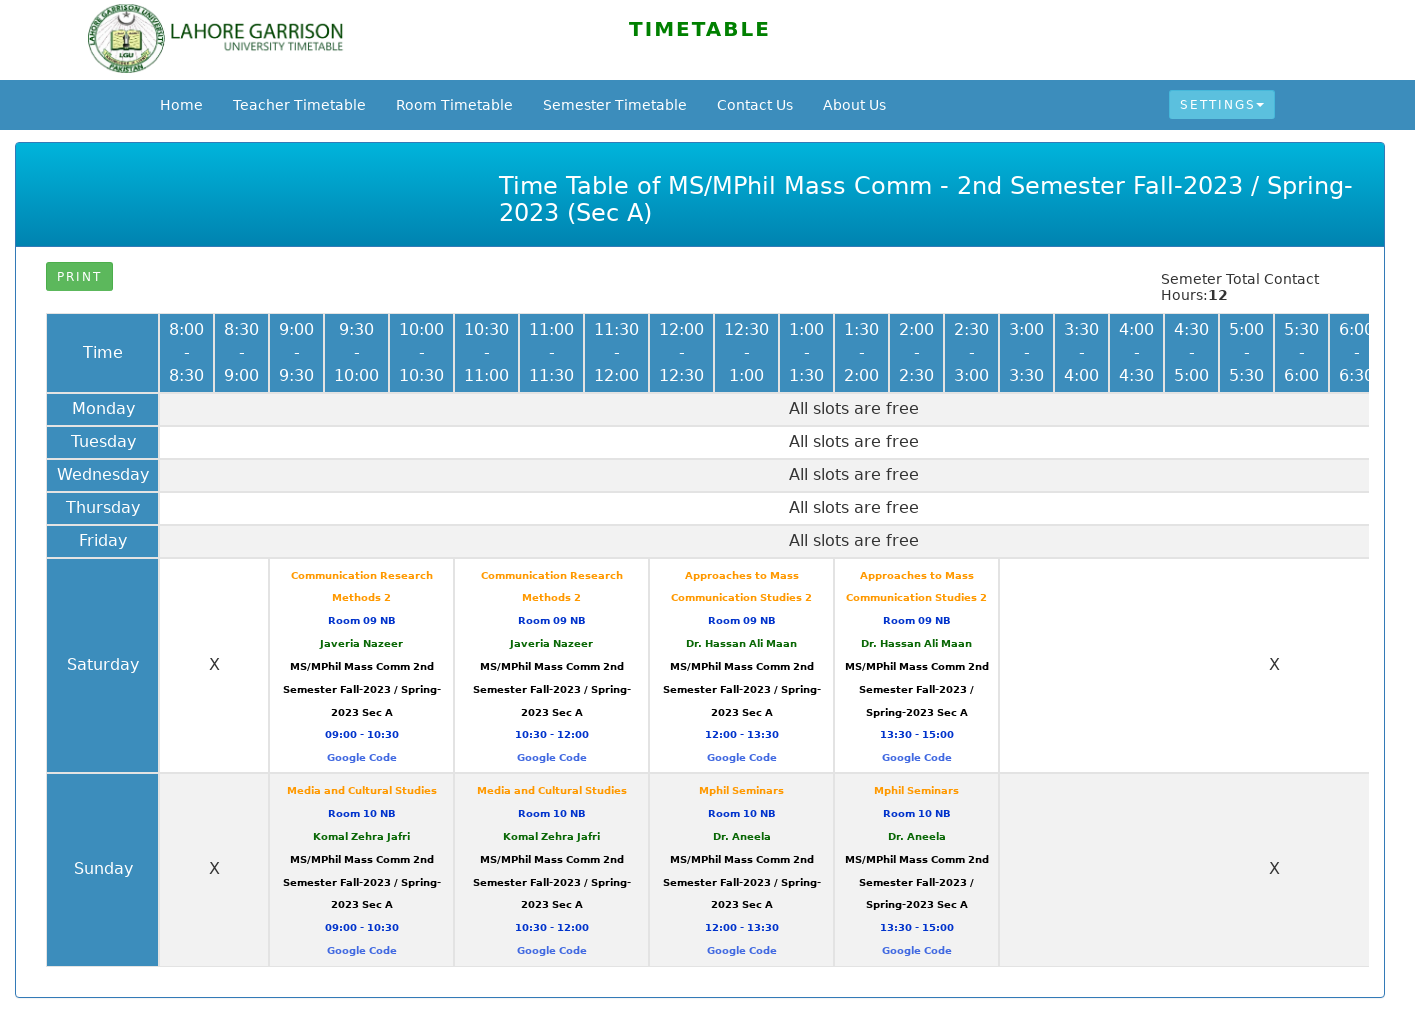 LAHORE GARRISON
UNIVERSITY TIMETABLE
LAHORE GARRISON UNIVERSITY
LGU
PAKISTAN
TIMETABLE
Home Teacher Timetable Room Timetable Semester Timetable Contact Us About Us SETTINGS
Time Table of MS/MPhil Mass Comm - 2nd Semester Fall-2023 / Spring-
2023 (Sec A)
PRINT
Semeter Total Contact
Hours:12
Time
8:00 - 8:30
8:30 - 9:00
9:00 - 9:30
9:30 - 10:00
10:00 - 10:30
10:30 - 11:00
11:00 - 11:30
11:30 - 12:00
12:00 - 12:30
12:30 - 1:00
1:00 - 1:30
1:30 - 2:00
2:00 - 2:30
2:30 - 3:00
3:00 - 3:30
3:30 - 4:00
4:00 - 4:30
4:30 - 5:00
5:00 - 5:30
5:30 - 6:00
6:00 - 6:30
Monday All slots are free
Tuesday All slots are free
Wednesday All slots are free
Thursday All slots are free
Friday All slots are free
Saturday
X
Communication Research
Methods 2
Room 09 NB
Javeria Nazeer
MS/MPhil Mass Comm 2nd
Semester Fall-2023 / Spring-
2023 Sec A
09:00 - 10:30
Google Code
Communication Research
Methods 2
Room 09 NB
Javeria Nazeer
MS/MPhil Mass Comm 2nd
Semester Fall-2023 / Spring-
2023 Sec A
10:30 - 12:00
Google Code
Approaches to Mass
Communication Studies 2
Room 09 NB
Dr. Hassan Ali Maan
MS/MPhil Mass Comm 2nd
Semester Fall-2023 / Spring-
2023 Sec A
12:00 - 13:30
Google Code
Approaches to Mass
Communication Studies 2
Room 09 NB
Dr. Hassan Ali Maan
MS/MPhil Mass Comm 2nd
Semester Fall-2023 /
Spring-2023 Sec A
13:30 - 15:00
Google Code
X
Sunday
X
Media and Cultural Studies
Room 10 NB
Komal Zehra Jafri
MS/MPhil Mass Comm 2nd
Semester Fall-2023 / Spring-
2023 Sec A
09:00 - 10:30
Google Code
Media and Cultural Studies
Room 10 NB
Komal Zehra Jafri
MS/MPhil Mass Comm 2nd
Semester Fall-2023 / Spring-
2023 Sec A
10:30 - 12:00
Google Code
Mphil Seminars
Room 10 NB
Dr. Aneela
MS/MPhil Mass Comm 2nd
Semester Fall-2023 / Spring-
2023 Sec A
12:00 - 13:30
Google Code
Mphil Seminars
Room 10 NB
Dr. Aneela
MS/MPhil Mass Comm 2nd
Semester Fall-2023 /
Spring-2023 Sec A
13:30 - 15:00
Google Code
X